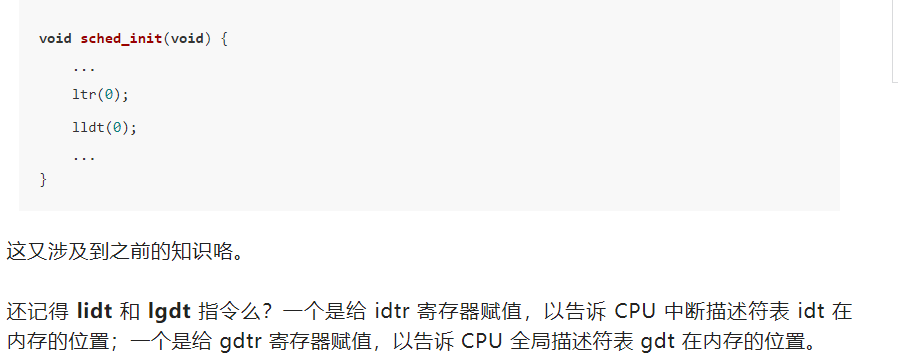 void sched_init(void) {
...
ltr(0);
lldt(0);
...
}
这又涉及到之前的知识咯。
还记得 lidt 和 lgdt 指令么？一个是给 idtr 寄存器赋值，以告诉 CPU 中断描述符表 idt 在
内存的位置；一个是给 gdtr 寄存器赋值，以告诉 CPU 全局描述符表 gdt 在内存的位置。